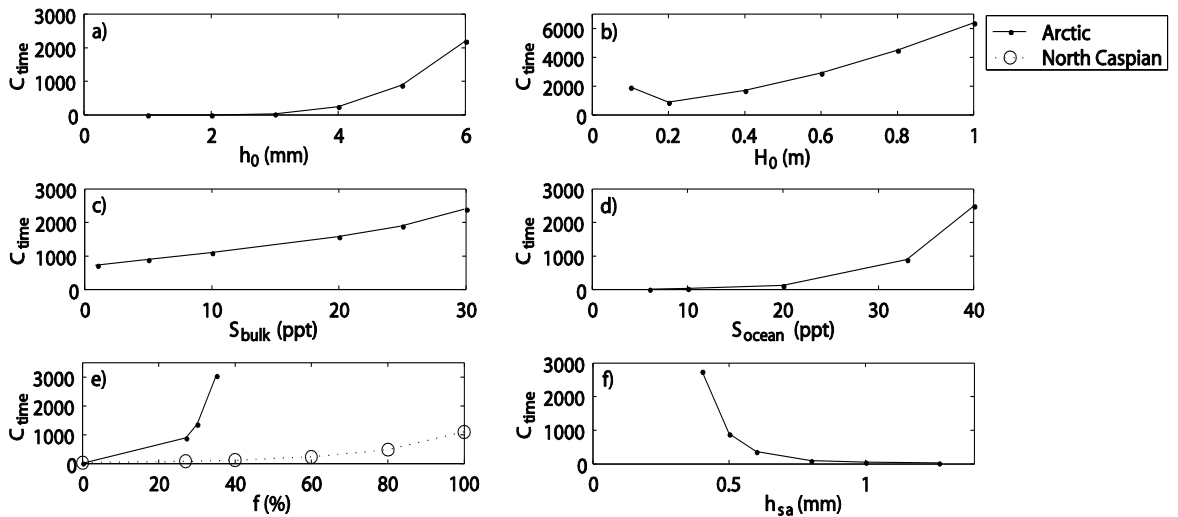 a)
C time
3000
2000
1000
0
0 2 4 6
h0 (mm)
b)
C time
6000
4000
2000
0
0 0.2 0.4 0.6 0.8 1
H0 (m)
Arctic
North Caspian
c)
C time
3000
2000
1000
0
0 10 20 30
Sbulk (ppt)
d)
C time
3000
2000
1000
0
0 10 20 30 40
Socean (ppt)
e)
C time
3000
2000
1000
0
0 20 40 60 80 100
f (%)
f)
C time
3000
2000
1000
0
0 0.5 1
hsa (mm)